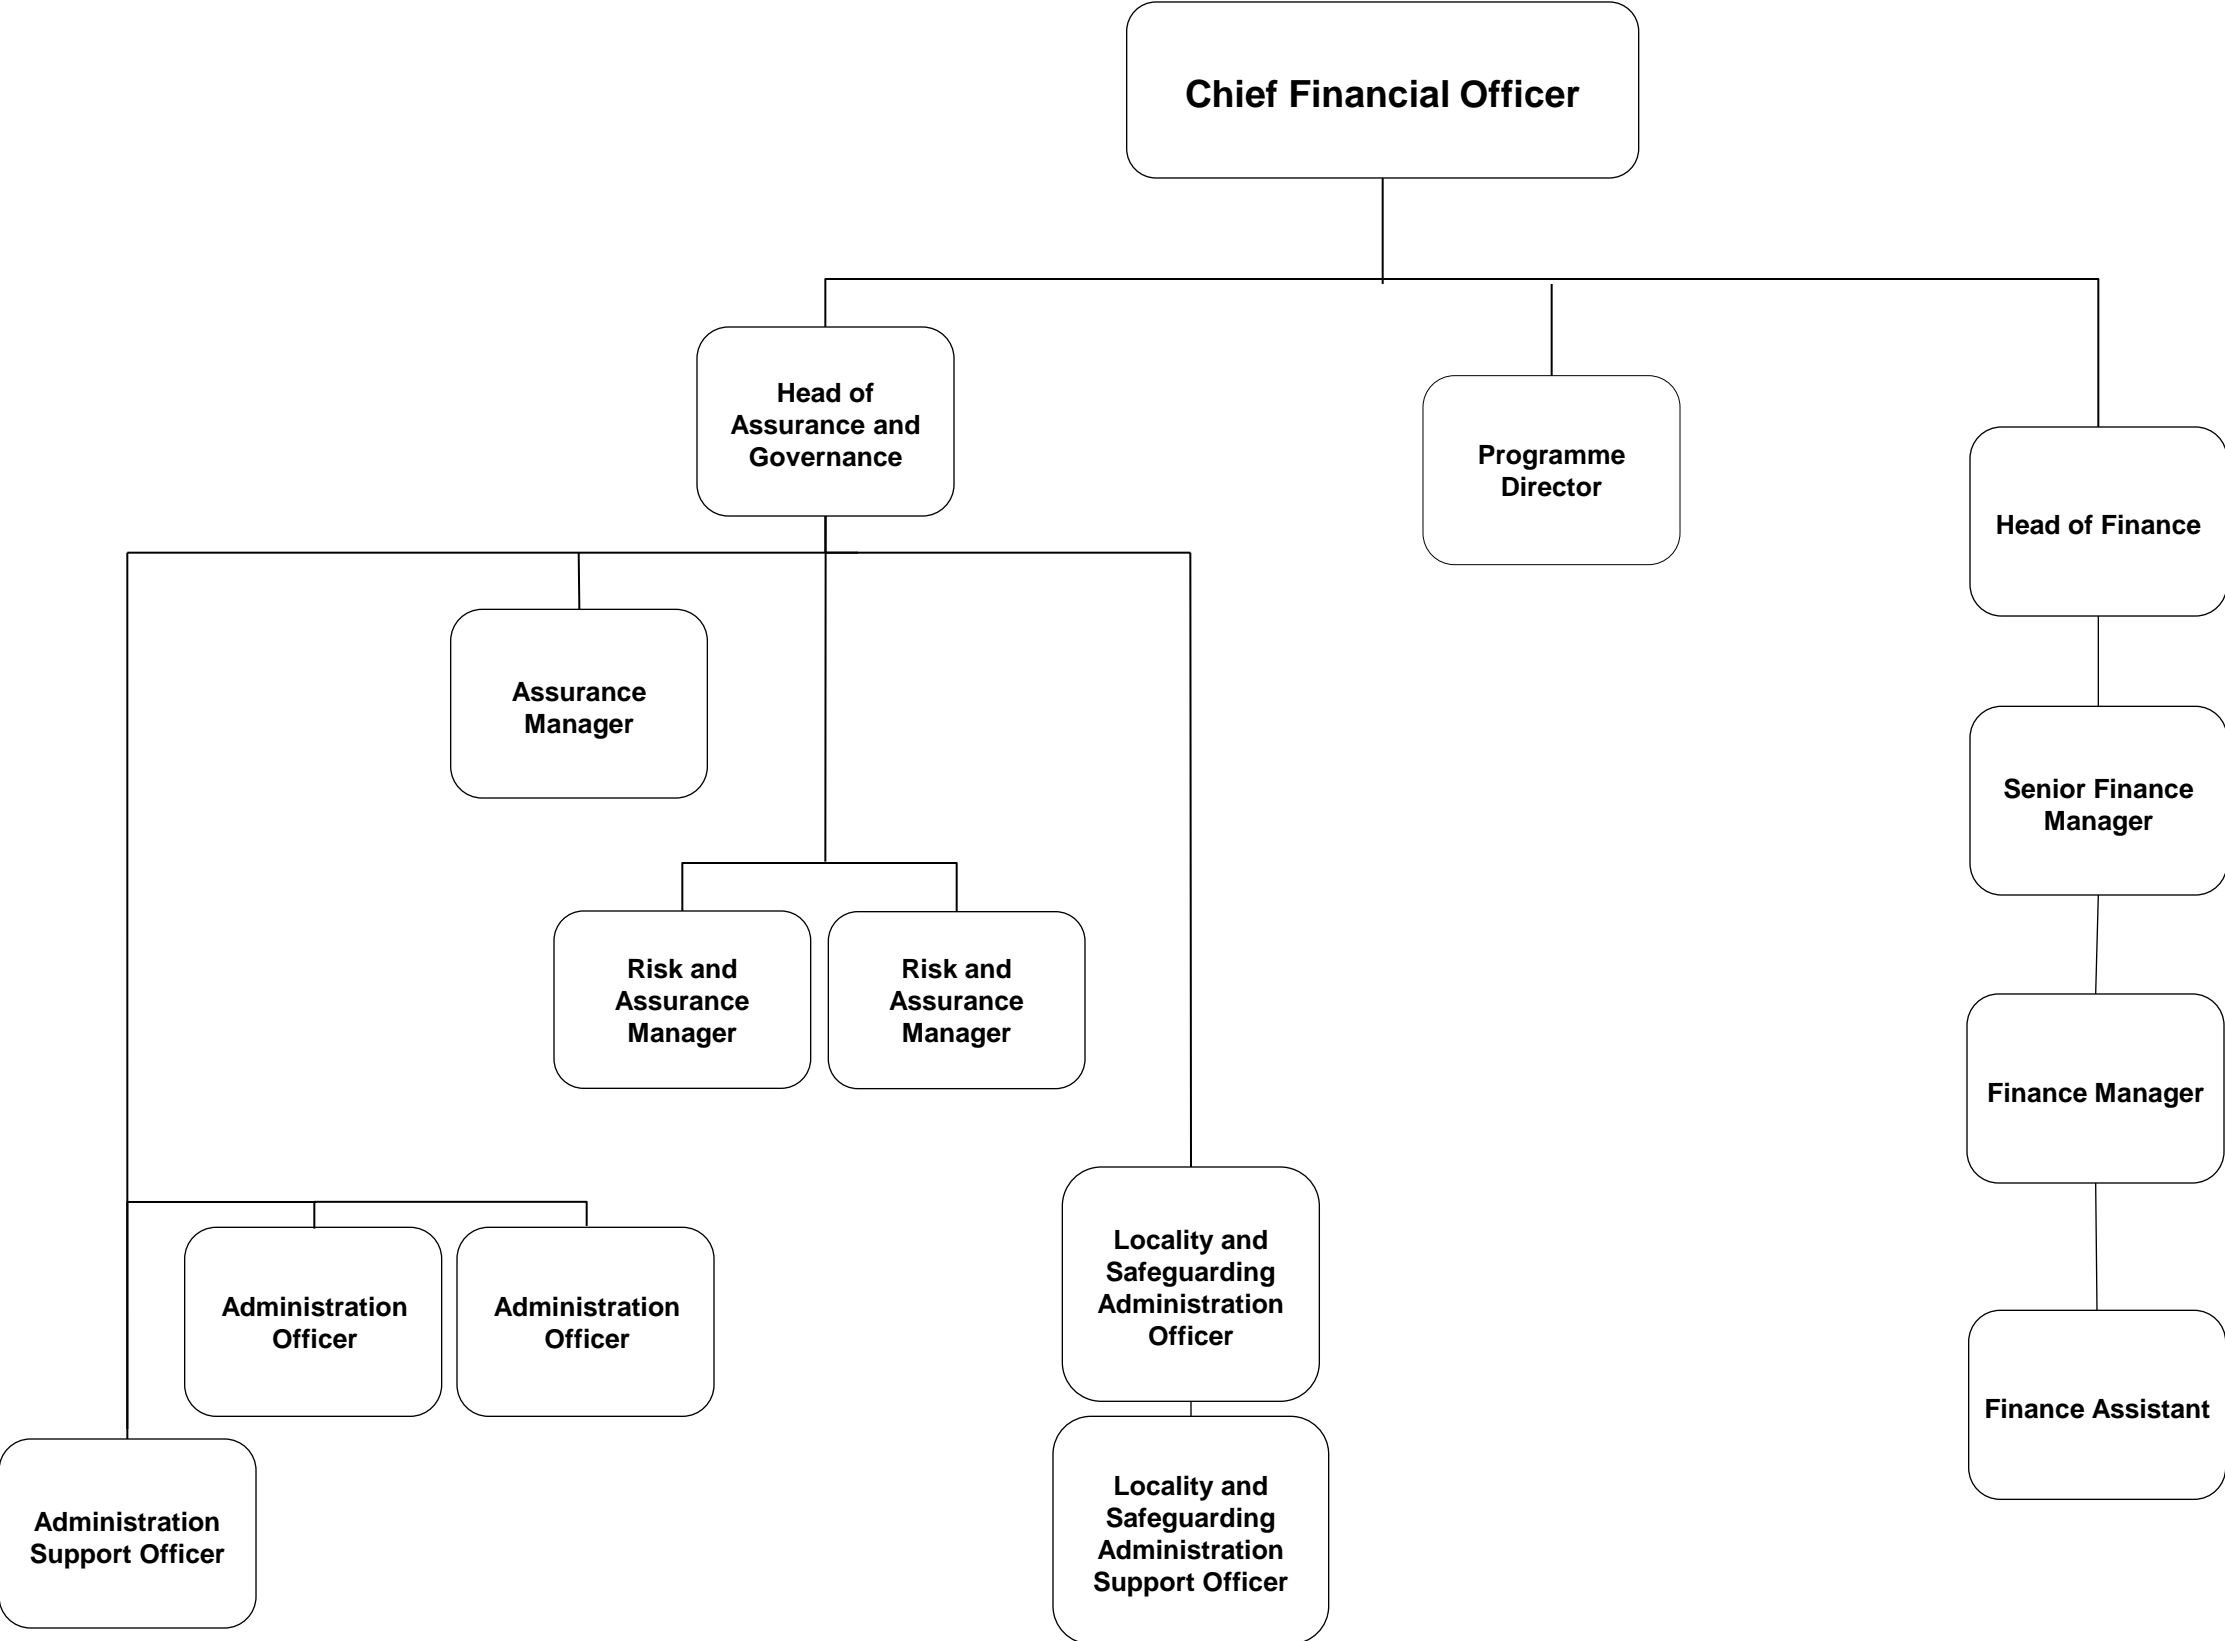 Chief Financial Officer
Head of
Assurance and
Governance
Programme
Director
Head of Finance
Assurance
Manager
Senior Finance
Manager
Risk and
Assurance
Manager
Risk and
Assurance
Manager
Finance Manager
Administration
Officer
Administration
Officer
Locality and
Safeguarding
Administration
Officer
Finance Assistant
Administration
Support Officer
Locality and
Safeguarding
Administration
Support Officer